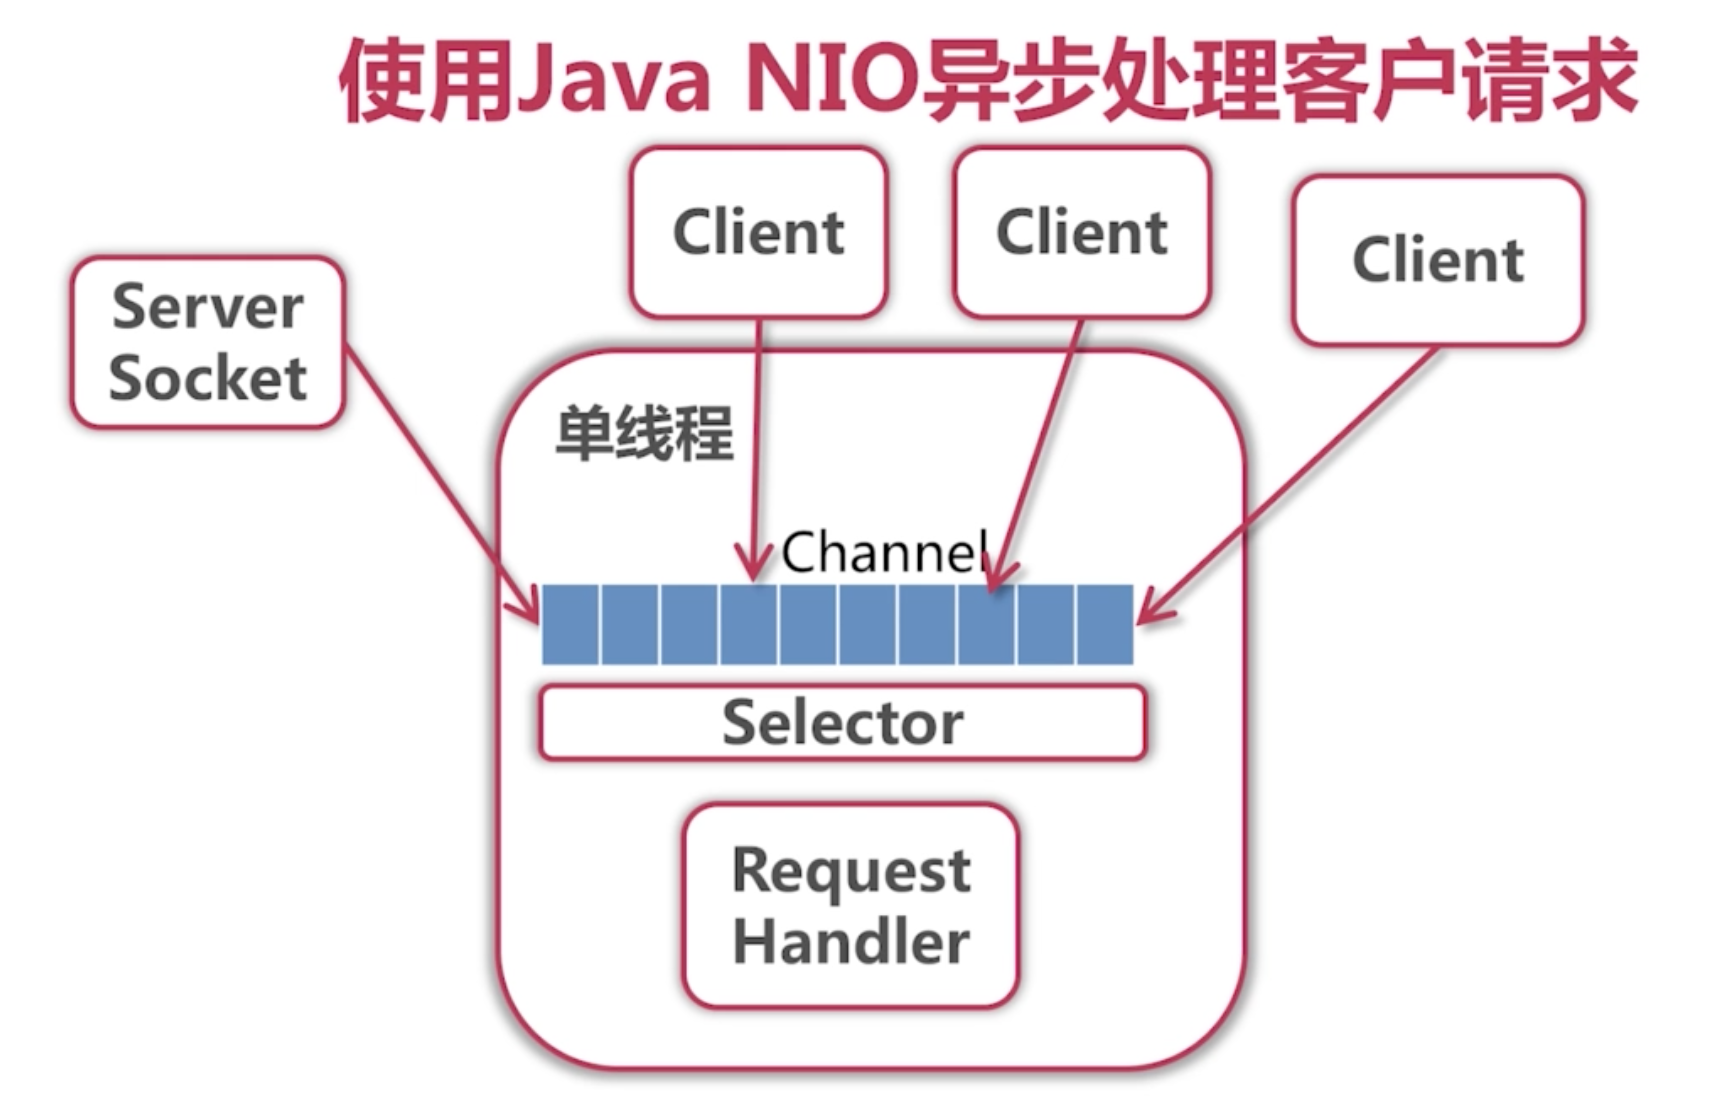 使用Java NIO异步处理客户请求
Client
Client
Client
Server
Socket
单线程
Channel
Selector
Request
Handler